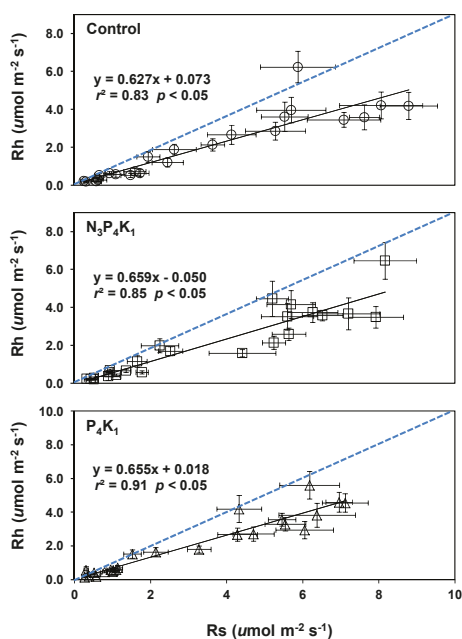 Control
y = 0.627x + 0.073
r² = 0.83 p < 0.05
Rh (umol m⁻² s⁻¹)
8.0
6.0
4.0
2.0
0.0
N₃P₄K₁
y = 0.659x - 0.050
r² = 0.85 p < 0.05
Rh (umol m⁻² s⁻¹)
8.0
6.0
4.0
2.0
0.0
P₄K₁
y = 0.655x + 0.018
r² = 0.91 p < 0.05
Rh (umol m⁻² s⁻¹)
10.0
8.0
6.0
4.0
2.0
0.0
0 2 4 6 8 10
Rs (umol m⁻² s⁻¹)